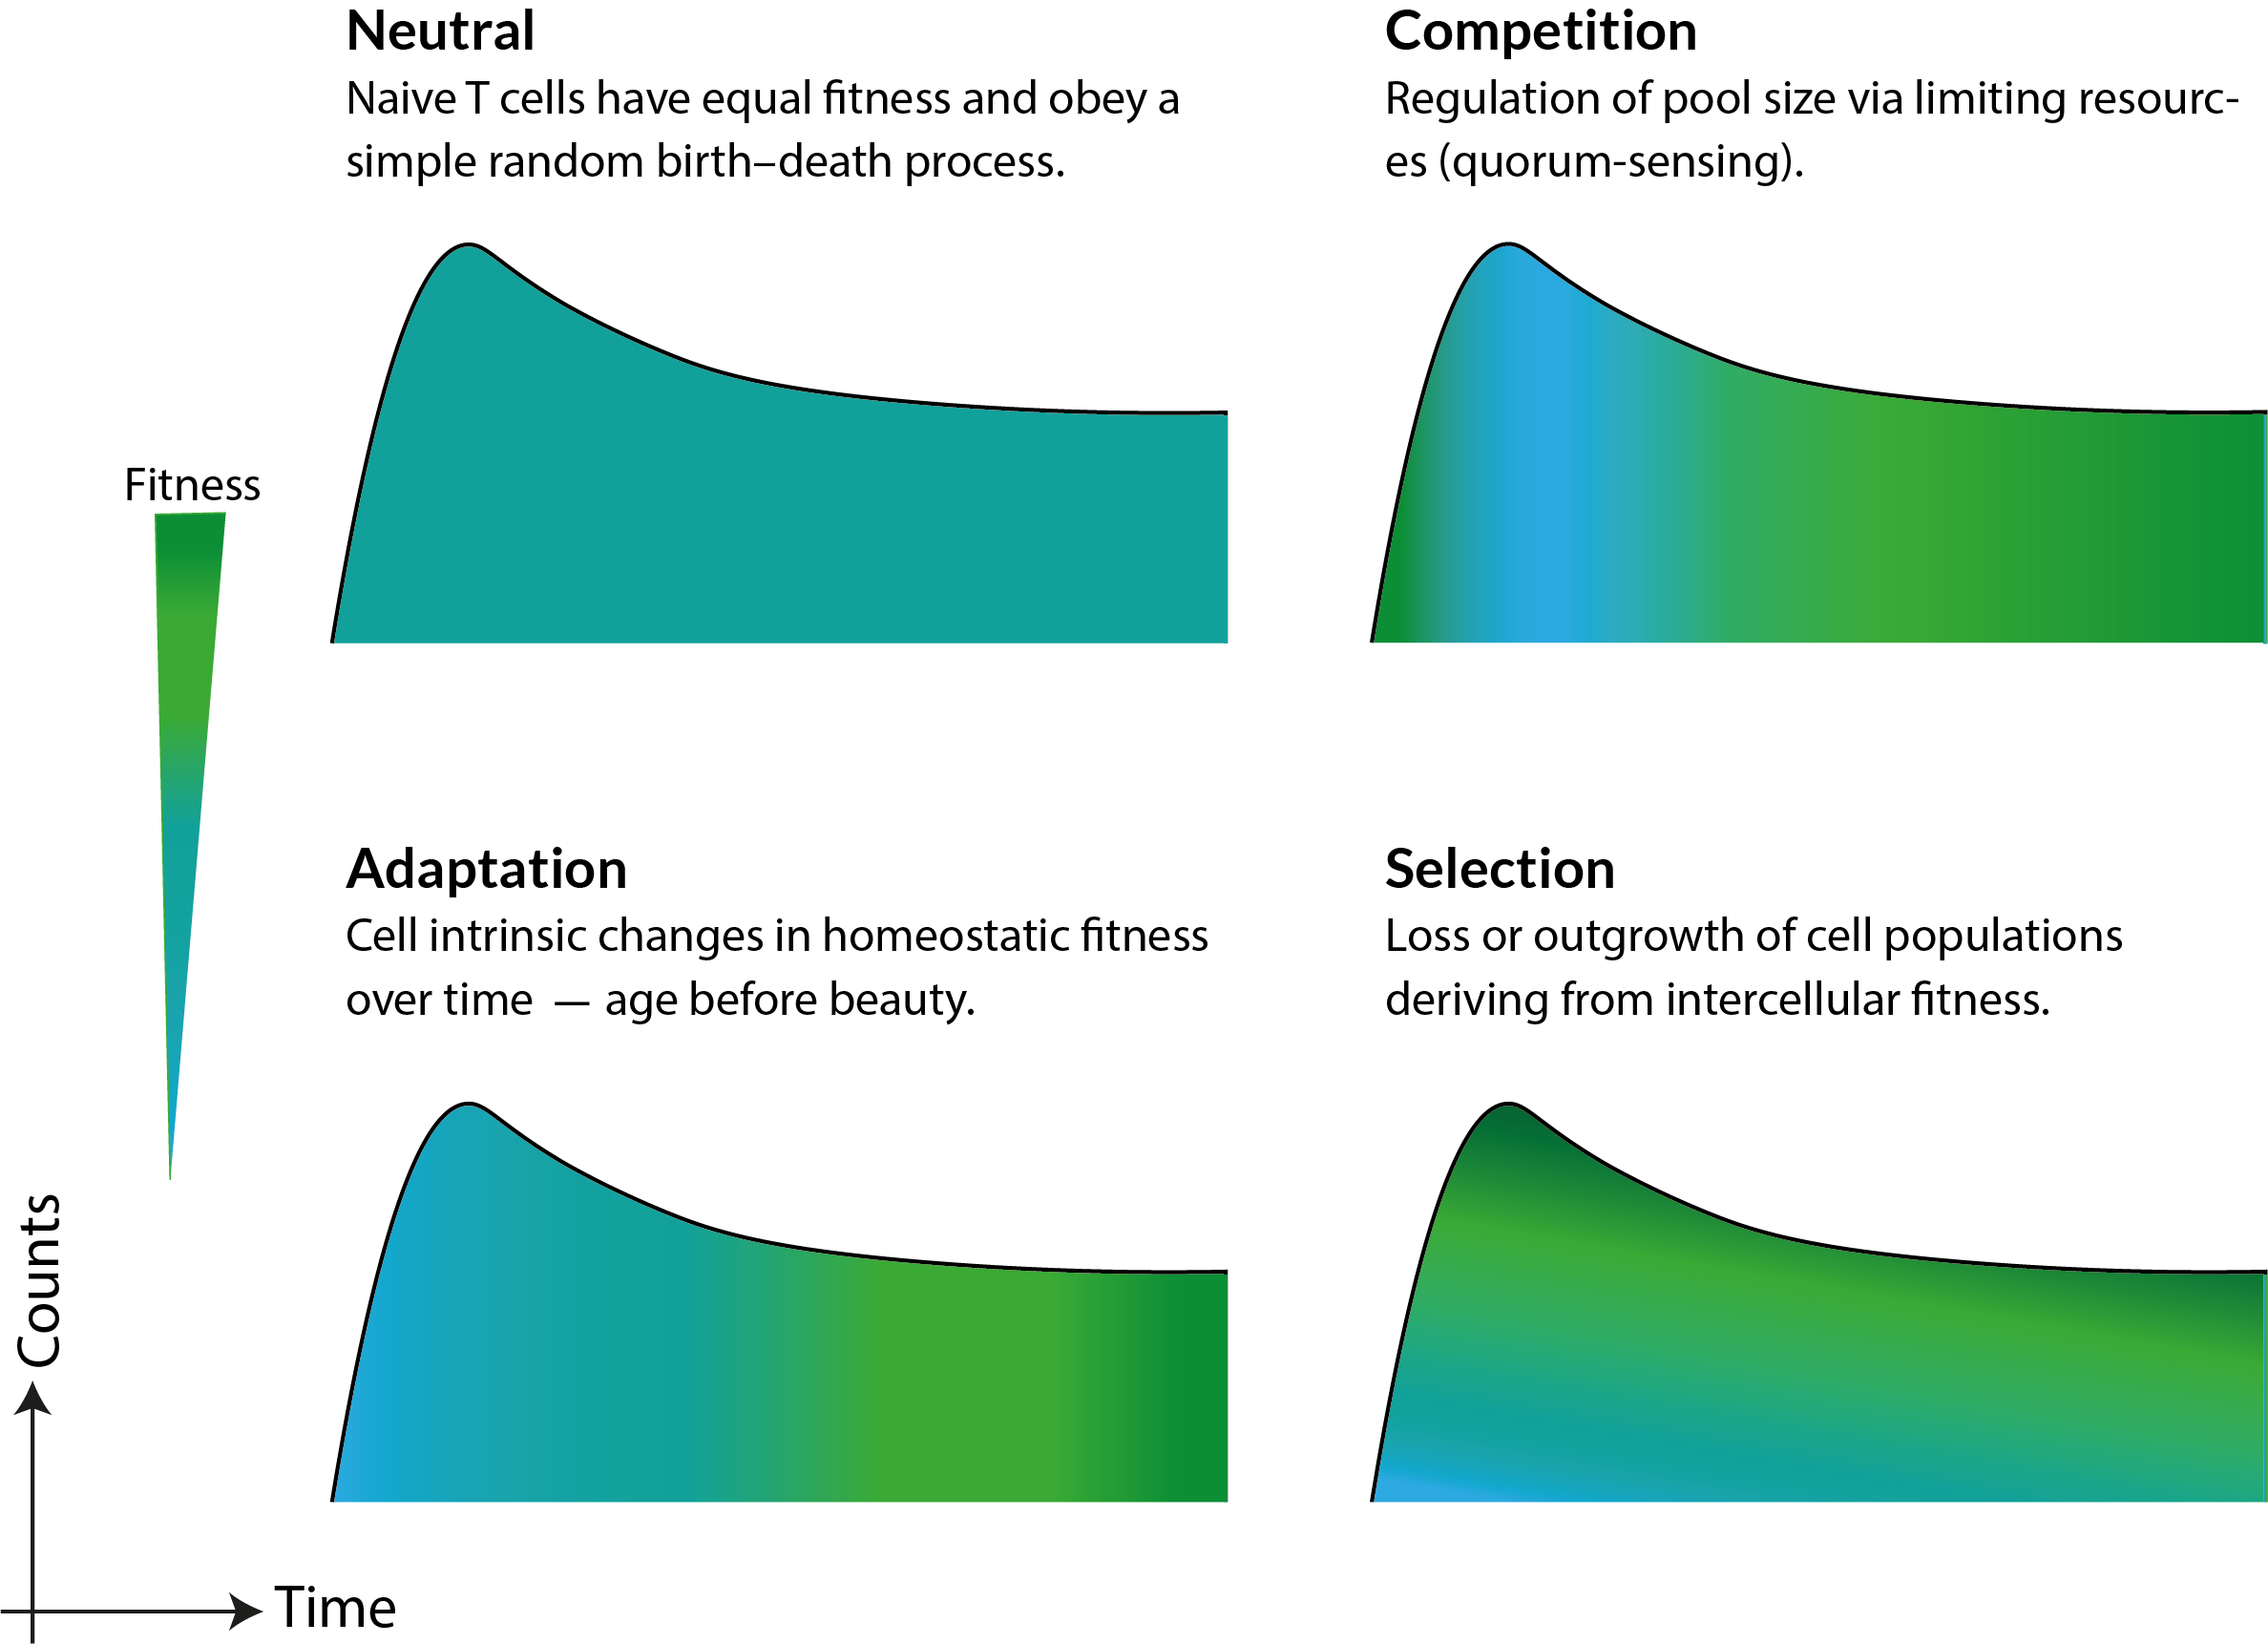 Neutral
Naive T cells have equal fitness and obey a
simple random birth–death process.
Competition
Regulation of pool size via limiting resourc-
es (quorum-sensing).
Fitness
Adaptation
Cell intrinsic changes in homeostatic fitness
over time — age before beauty.
Selection
Loss or outgrowth of cell populations
deriving from intercellular fitness.
Counts
Time